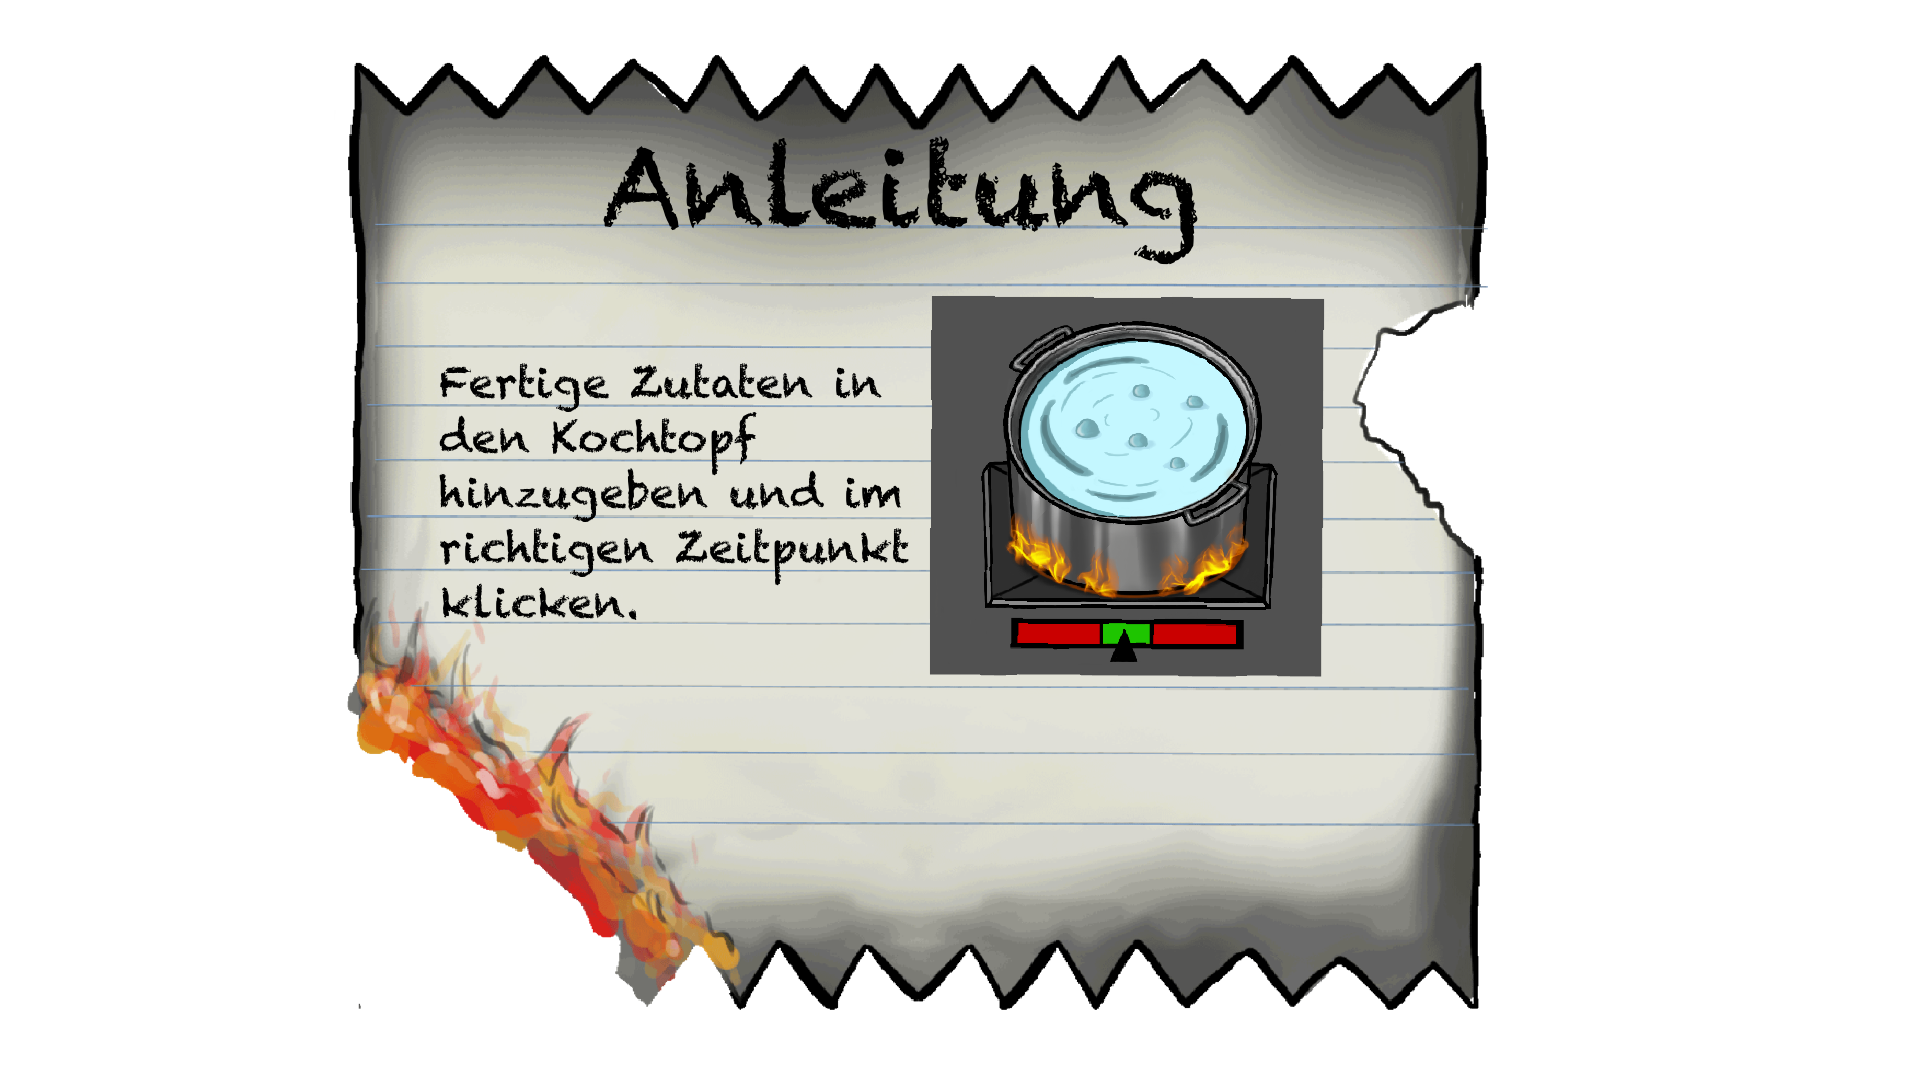 Anleitung
Fertige Zutaten in
den Kochtopf
hinzugeben und im
richtigen Zeitpunkt
klicken.